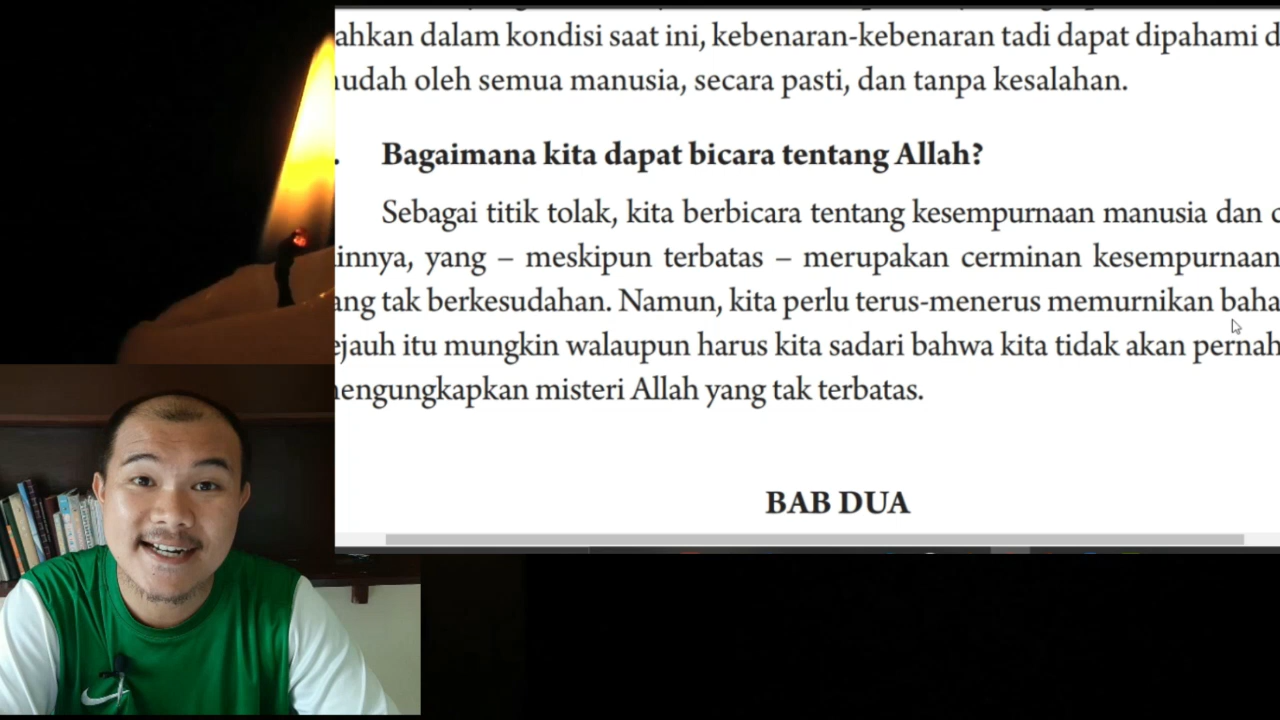 ahkan dalam kondisi saat ini, kebenaran-kebenaran tadi dapat dipahami d
udah oleh semua manusia, secara pasti, dan tanpa kesalahan.
. Bagaimana kita dapat bicara tentang Allah?
Sebagai titik tolak, kita berbicara tentang kesempurnaan manusia dan c
innya, yang – meskipun terbatas – merupakan cerminan kesempurnaan
ang tak berkesudahan. Namun, kita perlu terus-menerus memurnikan baha
ejauh itu mungkin walaupun harus kita sadari bahwa kita tidak akan pernah
engungkapkan misteri Allah yang tak terbatas.
BAB DUA